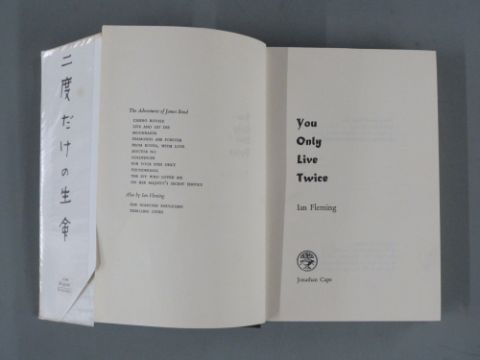 二度だけの生命
The Adventures of James Bond
CASINO ROYALE
LIVE AND LET DIE
MOONRAKER
DIAMONDS ARE FOREVER
FROM RUSSIA, WITH LOVE
DOCTOR NO
GOLDFINGER
FOR YOUR EYES ONLY
THUNDERBALL
THE SPY WHO LOVED ME
ON HER MAJESTY'S SECRET SERVICE
Also by Ian Fleming
THE DIAMOND SMUGGLERS
THRILLING CITIES
You
Only
Live
Twice
Ian Fleming
Jonathan Cape